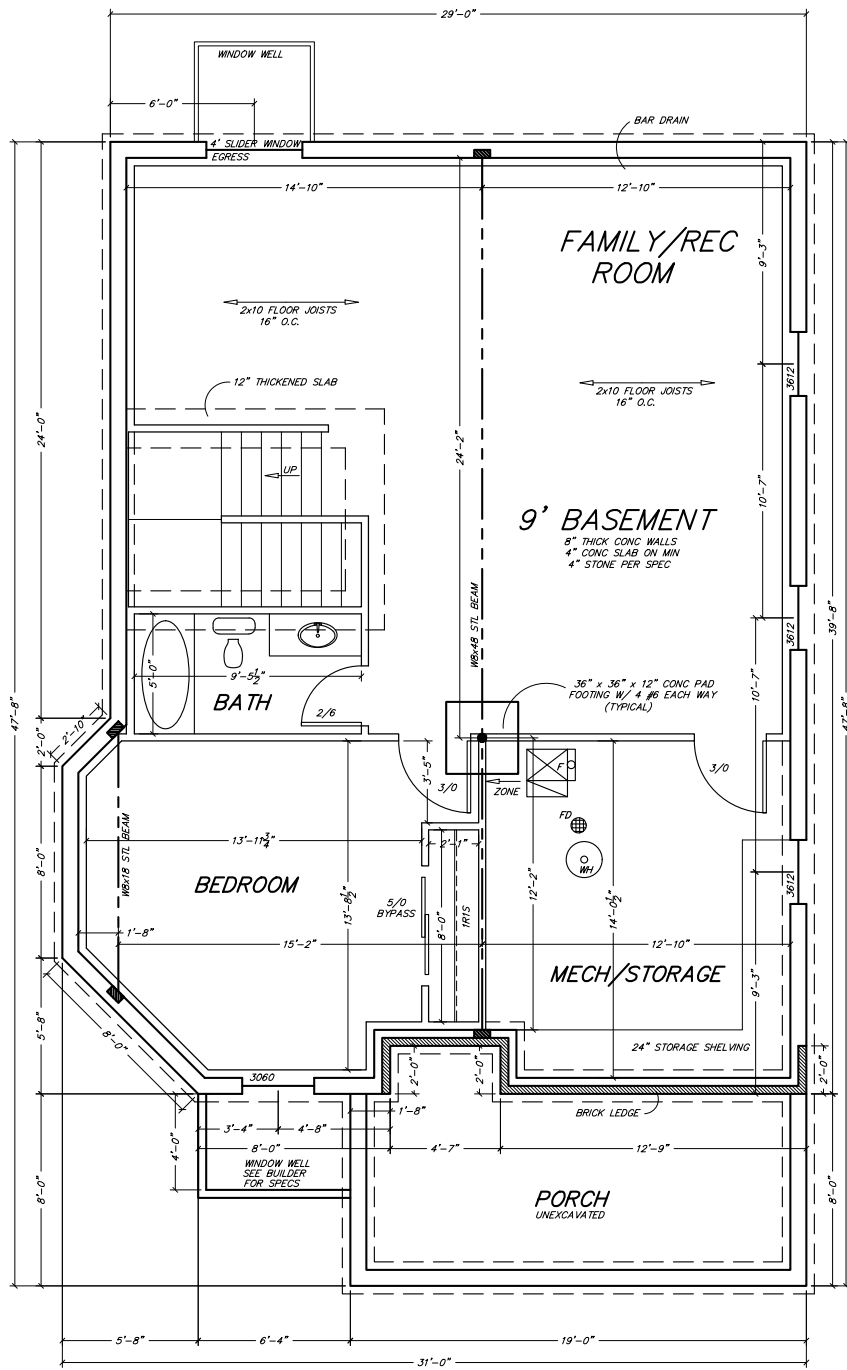 29'-0"
WINDOW WELL
6'-0"
BAR DRAIN
4' SLIDER WINDOW
EGRESS
14'-10"
12'-10"
FAMILY/REC
ROOM
9'-3"
2x10 FLOOR JOISTS
16" O.C.
12" THICKENED SLAB
3612
2x10 FLOOR JOISTS
16" O.C.
24'-0"
24'-2"
UP
10'-7"
9' BASEMENT
8" THICK CONC WALLS
4" CONC SLAB ON MIN
4" STONE PER SPEC
W8x48 STL BEAM
3612
39'-8"
5'-0"
9'-5½"
BATH
2/6
36" x 36" x 12" CONC PAD
FOOTING W/ 4 #6 EACH WAY
(TYPICAL)
10'-7"
47'-8"
47'-8"
2'-10"
2'-0"
3'-5"
3/0
ZONE
F
3/0
FD
13'-11¾"
2'-1"
W8x18 STL BEAM
WH
8'-0"
BEDROOM
13'-8½"
5/0
BYPASS
8'-0"
1R1S
12'-2"
14'-0½"
3612
1'-8"
15'-2"
12'-10"
MECH/STORAGE
9'-3"
8'-0"
5'-8"
24" STORAGE SHELVING
3060
2'-0"
2'-0"
2'-0"
BRICK LEDGE
1'-8"
3'-4"
4'-8"
4'-0"
8'-0"
4'-7"
12'-9"
WINDOW WELL
SEE BUILDER
FOR SPECS
PORCH
UNEXCAVATED
8'-0"
8'-0"
5'-8"
6'-4"
19'-0"
31'-0"